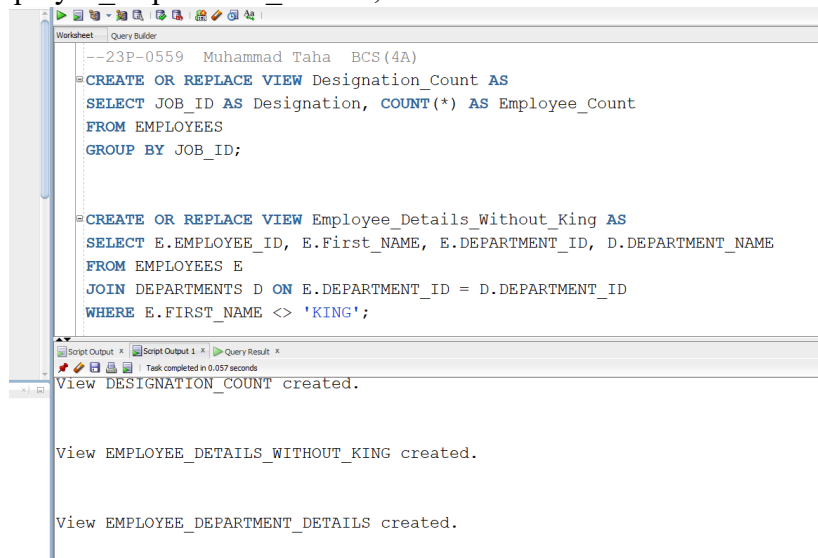 Worksheet Query Builder
--23P-0559 Muhammad Taha BCS(4A)
CREATE OR REPLACE VIEW Designation_Count AS
SELECT JOB_ID AS Designation, COUNT(*) AS Employee_Count
FROM EMPLOYEES
GROUP BY JOB_ID;
CREATE OR REPLACE VIEW Employee_Details_Without_King AS
SELECT E.EMPLOYEE_ID, E.First_NAME, E.DEPARTMENT_ID, D.DEPARTMENT_NAME
FROM EMPLOYEES E
JOIN DEPARTMENTS D ON E.DEPARTMENT_ID = D.DEPARTMENT_ID
WHERE E.FIRST_NAME <> 'KING';
Script Output x Script Output 1 x Query Result x
Task completed in 0.057 seconds
View DESIGNATION_COUNT created.
View EMPLOYEE_DETAILS_WITHOUT_KING created.
View EMPLOYEE_DEPARTMENT_DETAILS created.